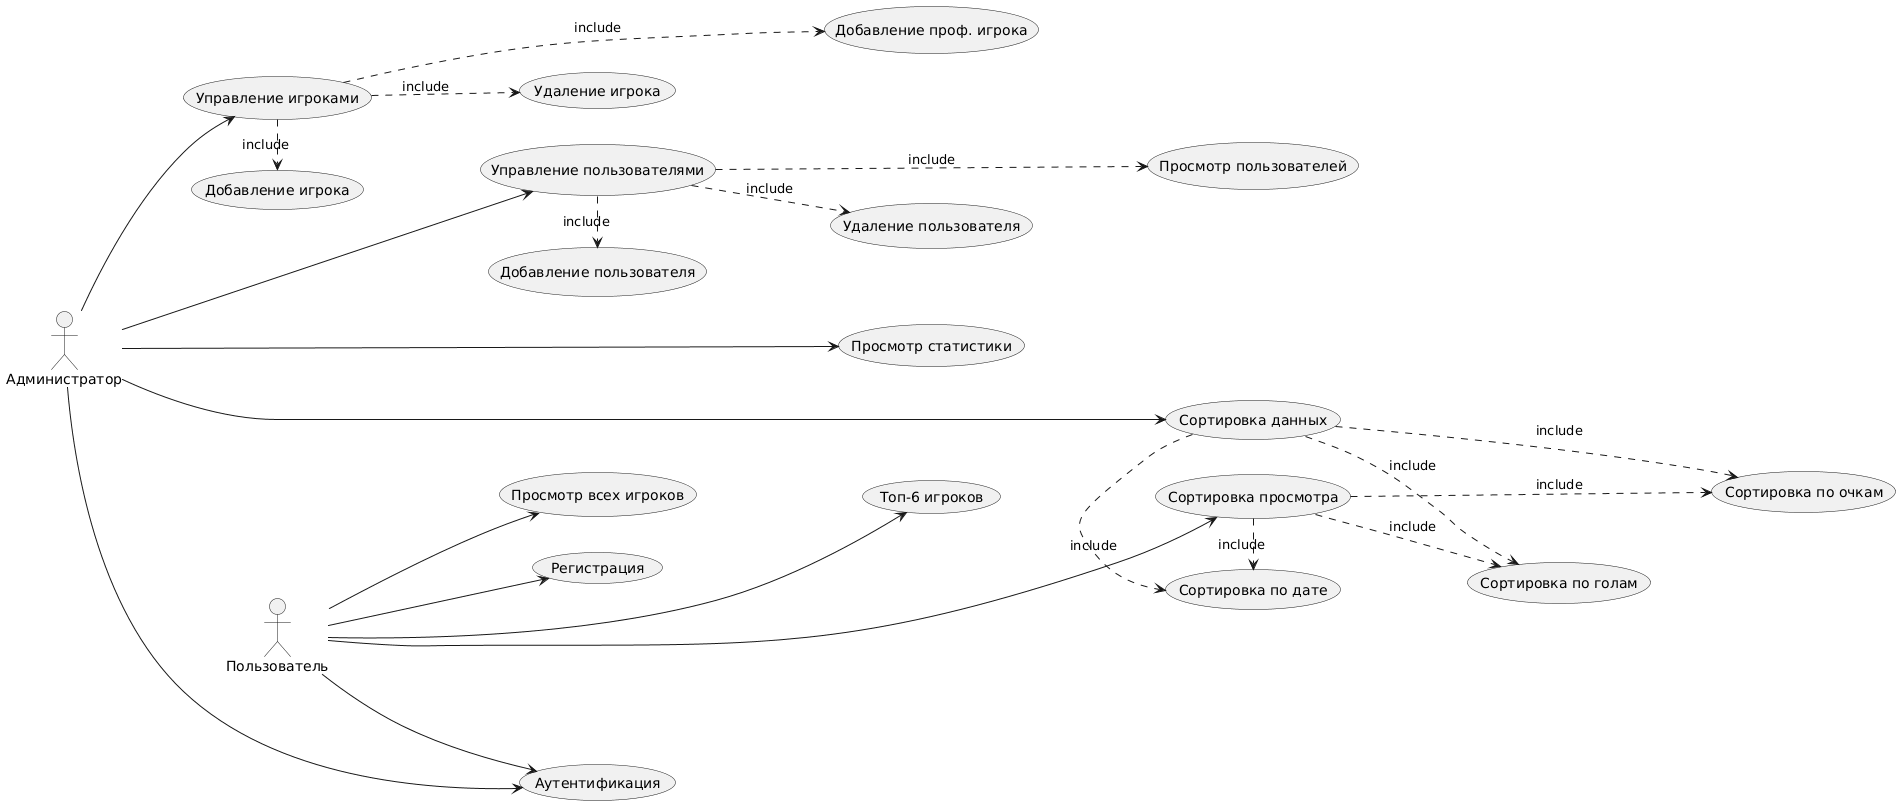 include
Добавление проф. игрока
Управление игроками
include
Удаление игрока
include
Добавление игрока
Управление пользователями
include
Просмотр пользователей
include
Удаление пользователя
include
Добавление пользователя
Просмотр статистики
Администратор
Сортировка данных
include
include
Просмотр всех игроков
Топ-6 игроков
Сортировка просмотра
include
Сортировка по очкам
include
include
include
Регистрация
Сортировка по дате
Сортировка по голам
Пользователь
Аутентификация